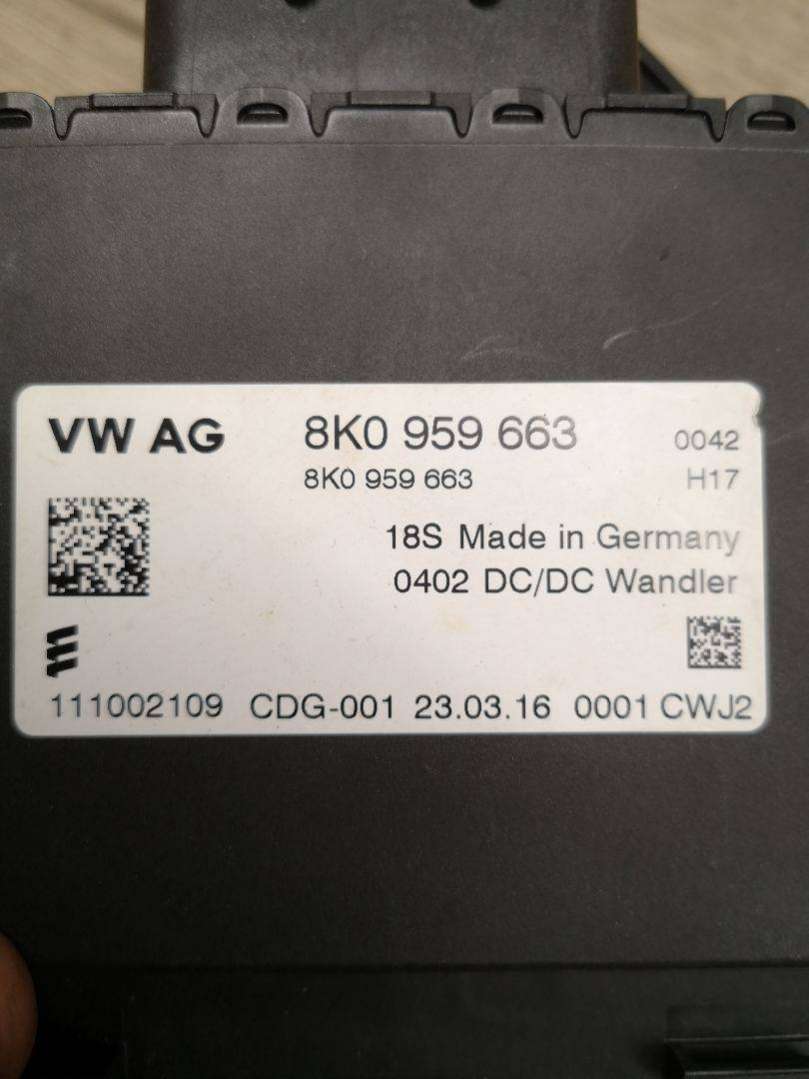 VW AG 8K0 959 663 0042
8K0 959 663 H17
18S Made in Germany
0402 DC/DC Wandler
111002109 CDG-001 23.03.16 0001 CWJ2